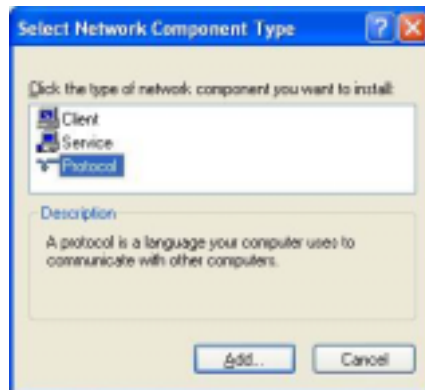 Select Network Component Type
Click the type of network component you want to install:
Client
Service
Protocol
Description
A protocol is a language your computer uses to
communicate with other computers.
Add...
Cancel